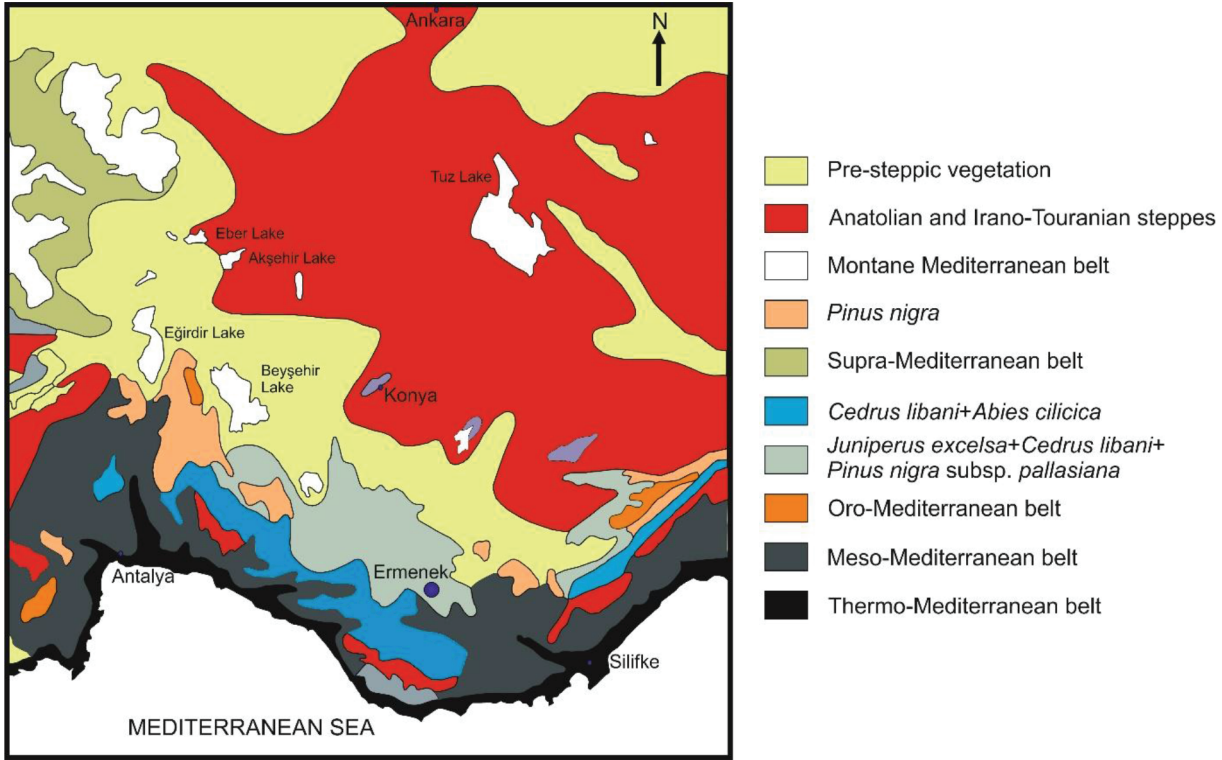 Ankara
N
Tuz Lake
Eber Lake
Akşehir Lake
Eğirdir Lake
Beyşehir
Lake
Konya
Antalya
Ermenek
Silifke
MEDITERRANEAN SEA
Pre-steppic vegetation
Anatolian and Irano-Touranian steppes
Montane Mediterranean belt
Pinus nigra
Supra-Mediterranean belt
Cedrus libani+Abies cilicica
Juniperus excelsa+Cedrus libani+
Pinus nigra subsp. pallasiana
Oro-Mediterranean belt
Meso-Mediterranean belt
Thermo-Mediterranean belt